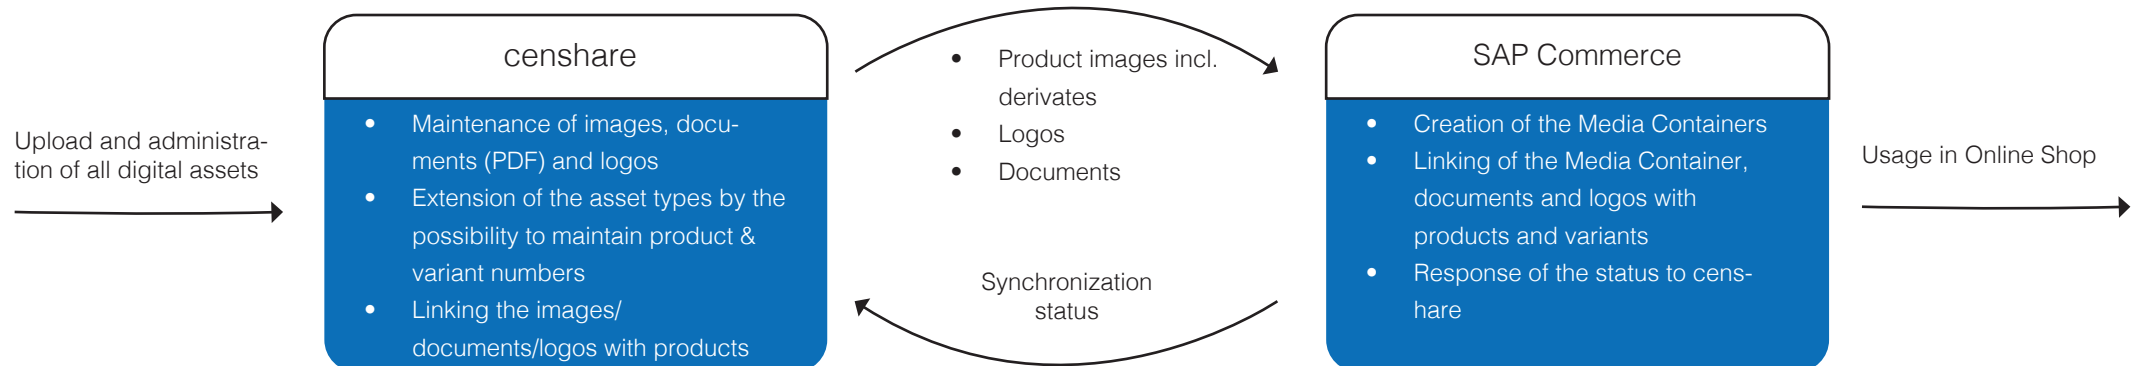 Upload and administra-
tion of all digital assets
censhare
• Maintenance of images, docu-
ments (PDF) and logos
• Extension of the asset types by the
possibility to maintain product &
variant numbers
• Linking the images/
documents/logos with products
• Product images incl.
derivates
• Logos
• Documents
Synchronization
status
SAP Commerce
• Creation of the Media Containers
• Linking of the Media Container,
documents and logos with
products and variants
• Response of the status to cens-
hare
Usage in Online Shop